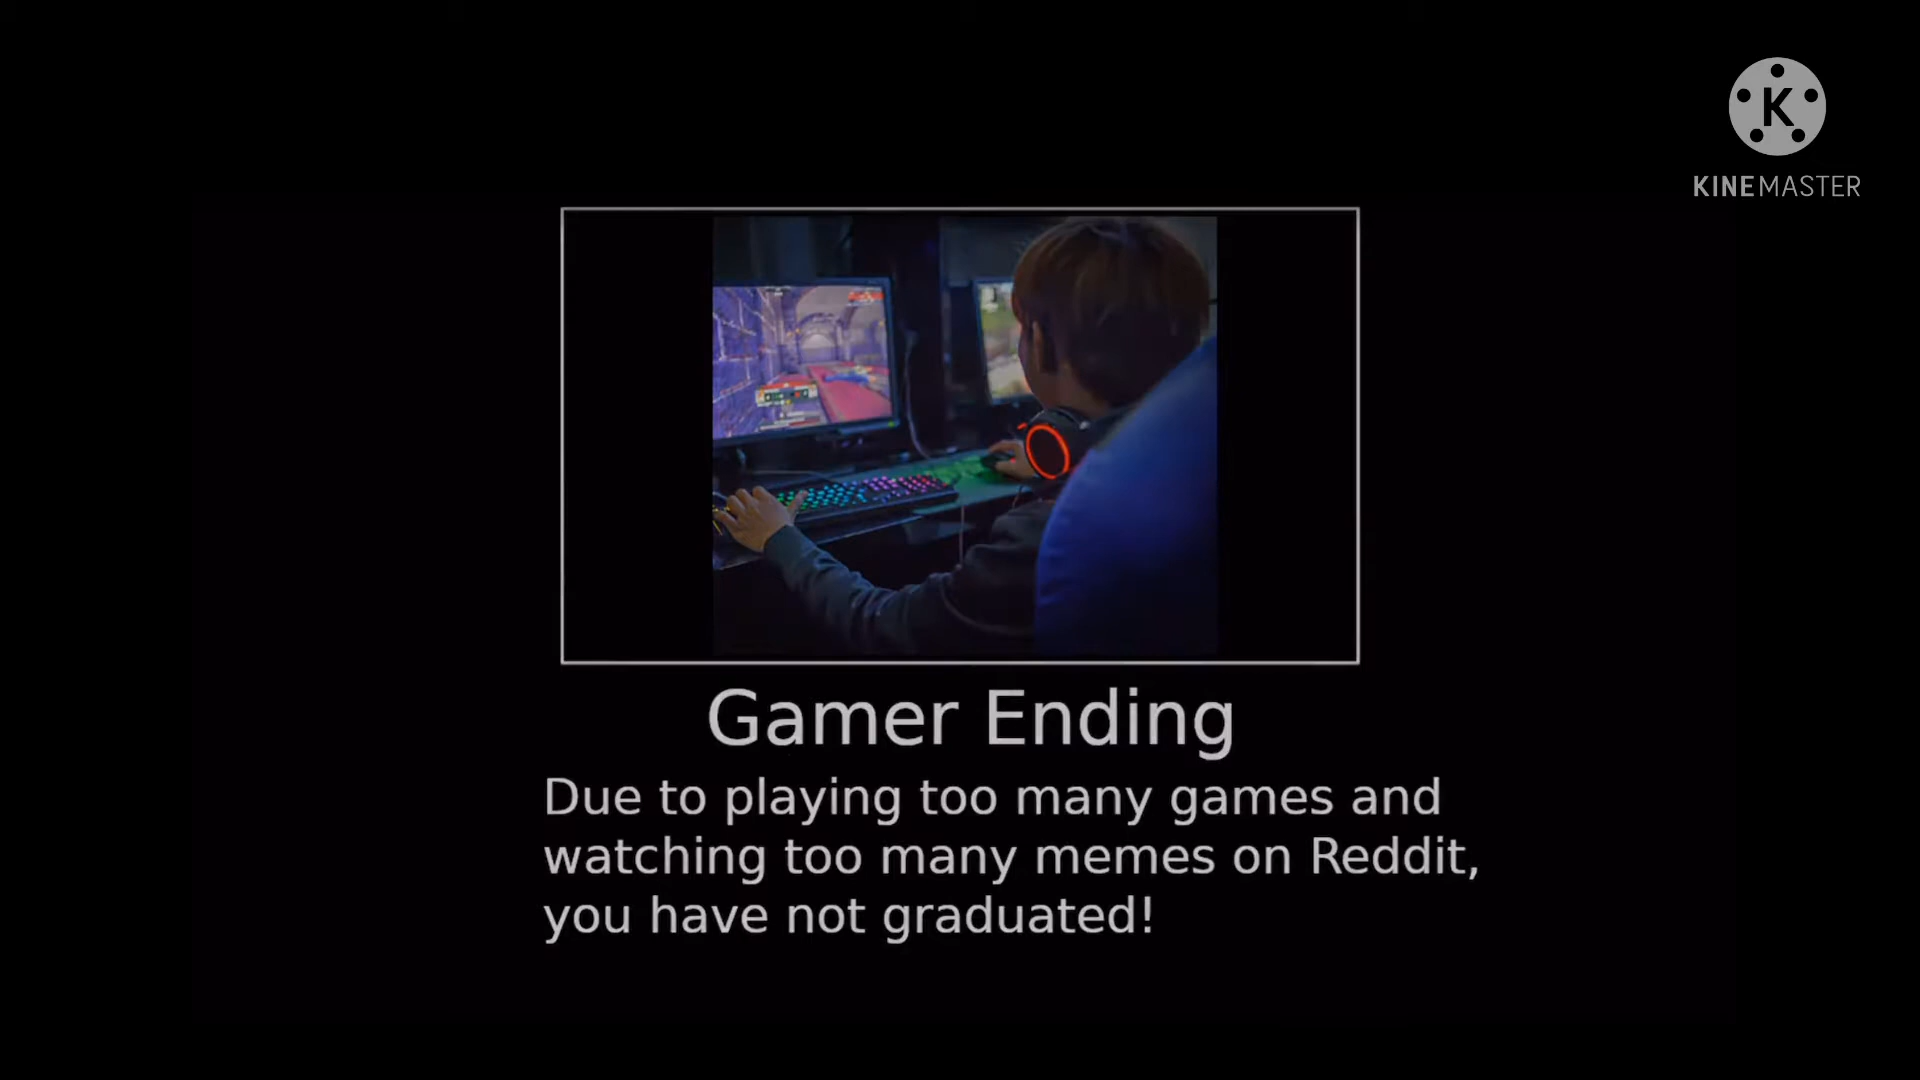 K
KINEMASTER
Gamer Ending
Due to playing too many games and
watching too many memes on Reddit,
you have not graduated!